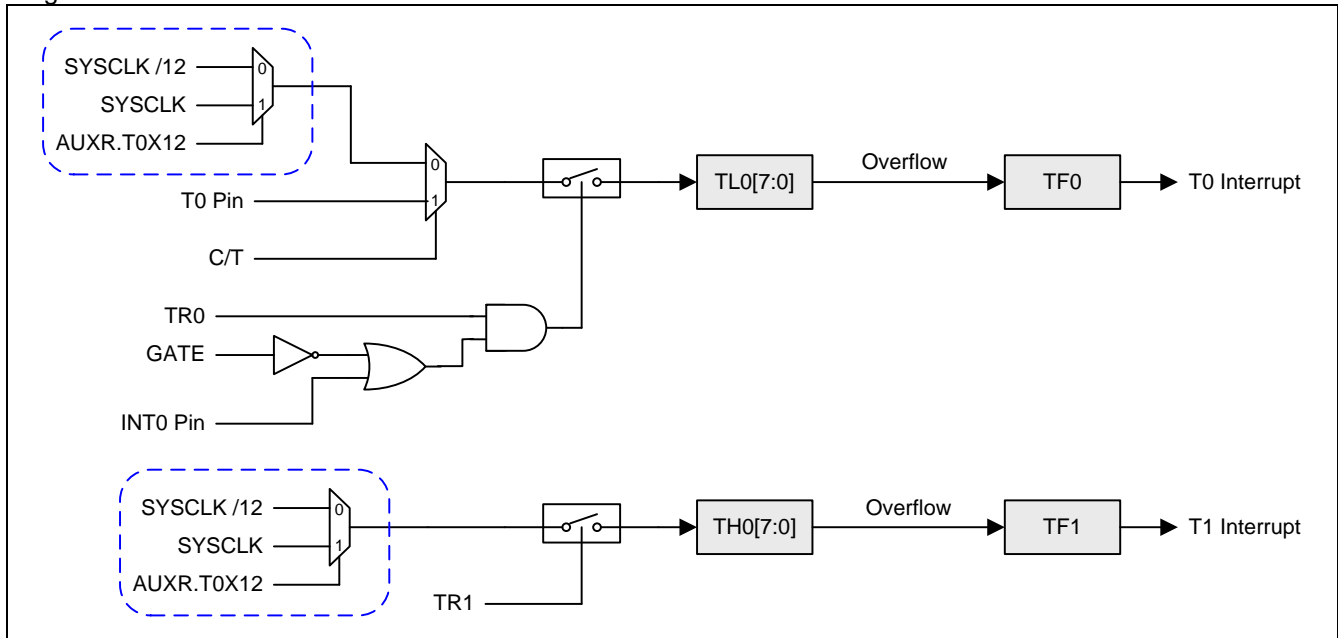 SYSCLK /12
0
SYSCLK
1
AUXR.T0X12
0
T0 Pin
1
C/T
TL0[7:0]
Overflow
TF0
T0 Interrupt
TR0
GATE
INT0 Pin
SYSCLK /12
0
SYSCLK
1
AUXR.T0X12
TR1
TH0[7:0]
Overflow
TF1
T1 Interrupt